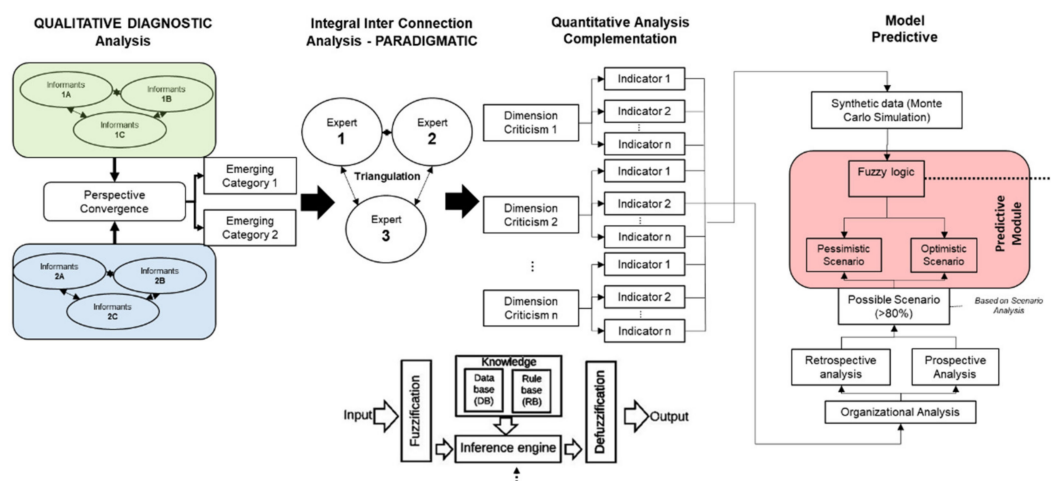 QUALITATIVE DIAGNOSTIC
Analysis
Informants
1A
Informants
1B
Informants
1C
Perspective
Convergence
Emerging
Category 1
Emerging
Category 2
Informants
2A
Informants
2B
Informants
2C
Integral Inter Connection
Analysis - PARADIGMATIC
Expert
1
Expert
2
Triangulation
Expert
3
Quantitative Analysis
Complementation
Dimension
Criticism 1
Indicator 1
Indicator 2
Indicator n
Dimension
Criticism 2
Indicator 1
Indicator 2
Indicator n
Dimension
Criticism n
Indicator 1
Indicator 2
Indicator n
Model
Predictive
Synthetic data (Monte
Carlo Simulation)
Fuzzy logic
Pessimistic
Scenario
Optimistic
Scenario
Predictive
Module
Possible Scenario
(>80%)
Based on Scenario
Analysis
Retrospective
analysis
Prospective
Analysis
Organizational Analysis
Input
Fuzzification
Knowledge
Data
base
(DB)
Rule
base
(RB)
Inference engine
Defuzzification
Output